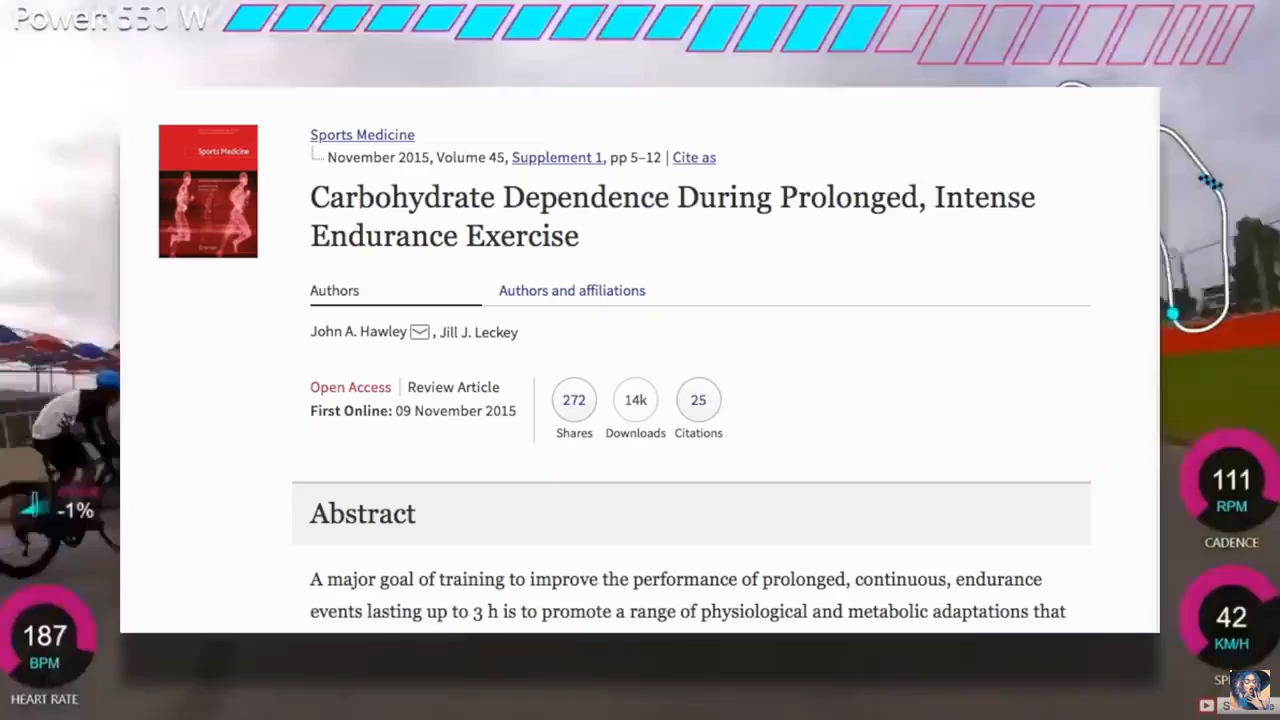 Power: 550 W
Sports Medicine
November 2015, Volume 45, Supplement 1, pp 5–12 | Cite as
Sports Medicine
Carbohydrate Dependence During Prolonged, Intense
Endurance Exercise
Authors
Authors and affiliations
John A. Hawley, Jill J. Leckey
Open Access | Review Article
First Online: 09 November 2015
272
Shares
14k
Downloads
25
Citations
Abstract
A major goal of training to improve the performance of prolonged, continuous, endurance
events lasting up to 3 h is to promote a range of physiological and metabolic adaptations that
-1%
187
BPM
HEART RATE
111
RPM
CADENCE
42
KM/H